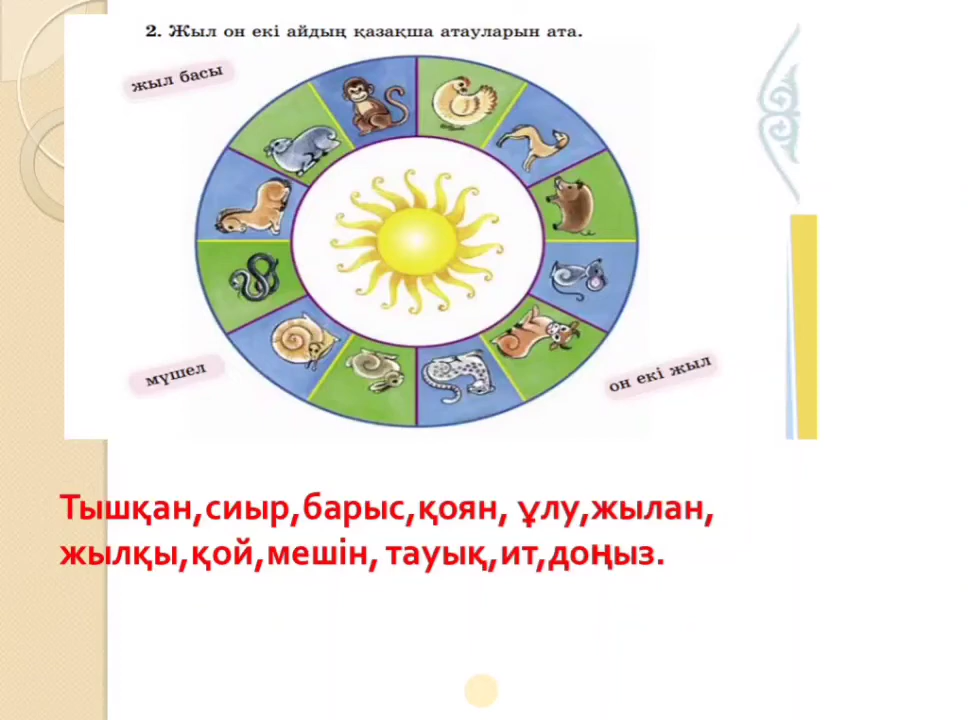 2. Жыл он екі айдың қазақша атауларын ата.
жыл басы
мүшел
он екі жыл
Тышқан,сиыр,барыс,қоян, ұлу,жылан,
жылқы,қой,мешін, тауық,ит,доңыз.